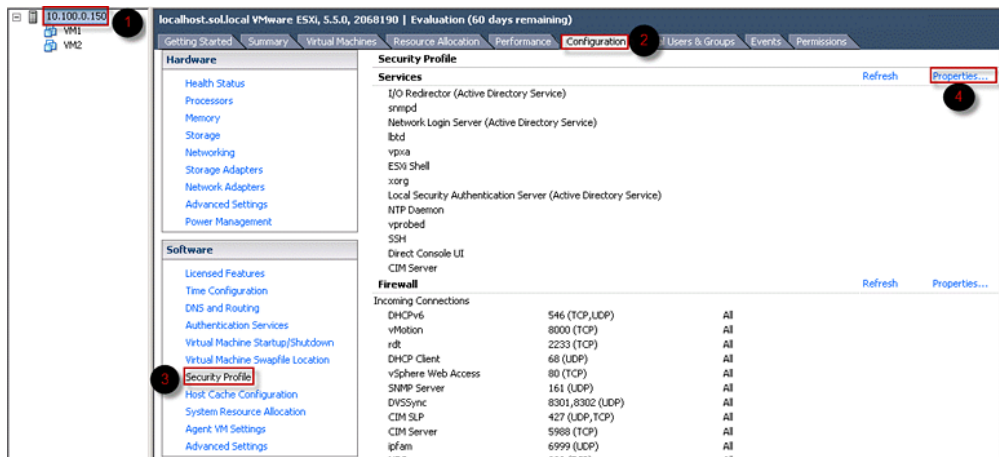 10.100.0.150
1
VM1
VM2
localhost.sol.local VMware ESXi, 5.5.0, 2068190 | Evaluation (60 days remaining)
Getting Started Summary Virtual Machines Resource Allocation Performance Configuration 2 Users & Groups Events Permissions
Hardware
Health Status
Processors
Memory
Storage
Networking
Storage Adapters
Network Adapters
Advanced Settings
Power Management
Software
Licensed Features
Time Configuration
DNS and Routing
Authentication Services
Virtual Machine Startup/Shutdown
Virtual Machine Swapfile Location
3 Security Profile
Host Cache Configuration
System Resource Allocation
Agent VM Settings
Advanced Settings
Security Profile
Services Refresh Properties...
4
I/O Redirector (Active Directory Service)
snmpd
Network Login Server (Active Directory Service)
lbtd
vpxa
ESXi Shell
xorg
Local Security Authentication Server (Active Directory Service)
NTP Daemon
vprobed
SSH
Direct Console UI
CIM Server
Firewall Refresh Properties...
Incoming Connections
DHCPv6 546 (TCP,UDP) All
vMotion 8000 (TCP) All
rdt 2233 (TCP) All
DHCP Client 68 (UDP) All
vSphere Web Access 80 (TCP) All
SNMP Server 161 (UDP) All
DVSSync 8301,8302 (UDP) All
CIM SLP 427 (UDP,TCP) All
CIM Server 5988 (TCP) All
ipfam 6999 (UDP) All